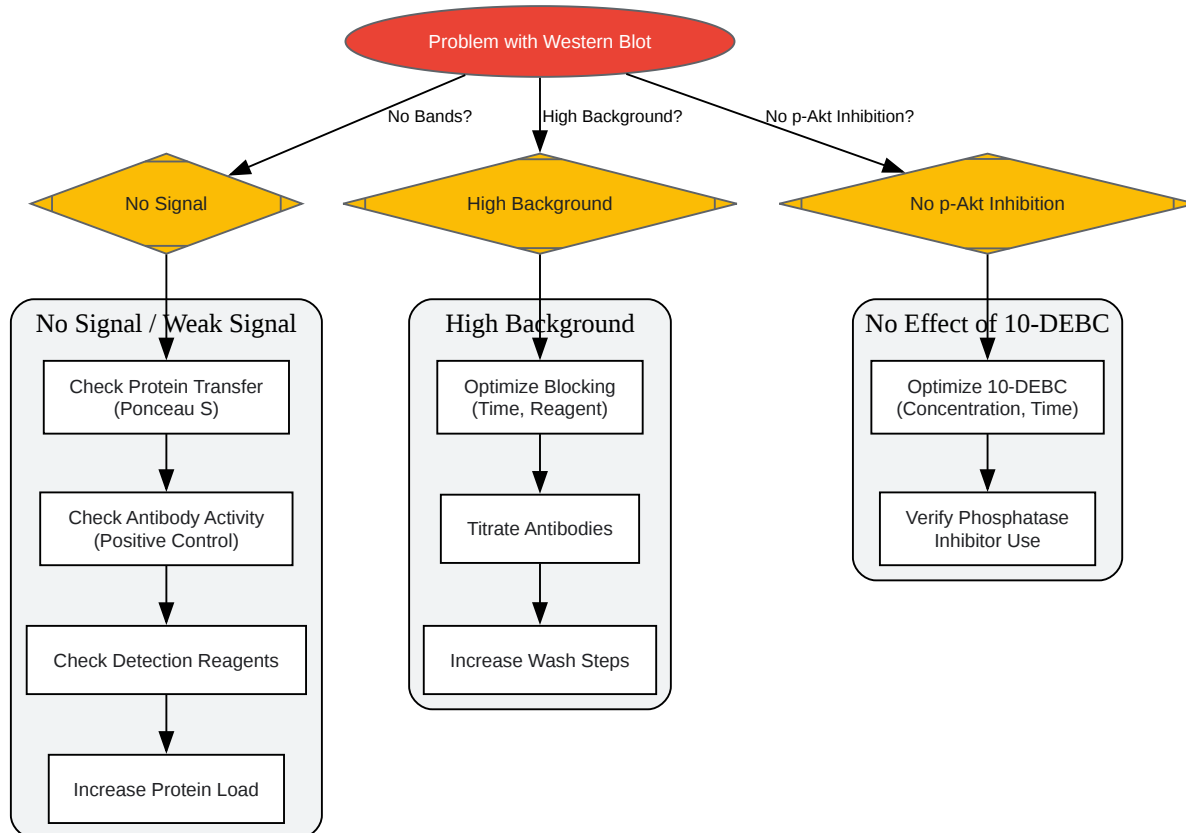 Problem with Western Blot
No Bands?
High Background?
No p-Akt Inhibition?
No Signal
High Background
No p-Akt Inhibition
No Signal / Weak Signal
Check Protein Transfer
(Ponceau S)
Check Antibody Activity
(Positive Control)
Check Detection Reagents
Increase Protein Load
High Background
Optimize Blocking
(Time, Reagent)
Titrate Antibodies
Increase Wash Steps
No Effect of 10-DEBC
Optimize 10-DEBC
(Concentration, Time)
Verify Phosphatase
Inhibitor Use